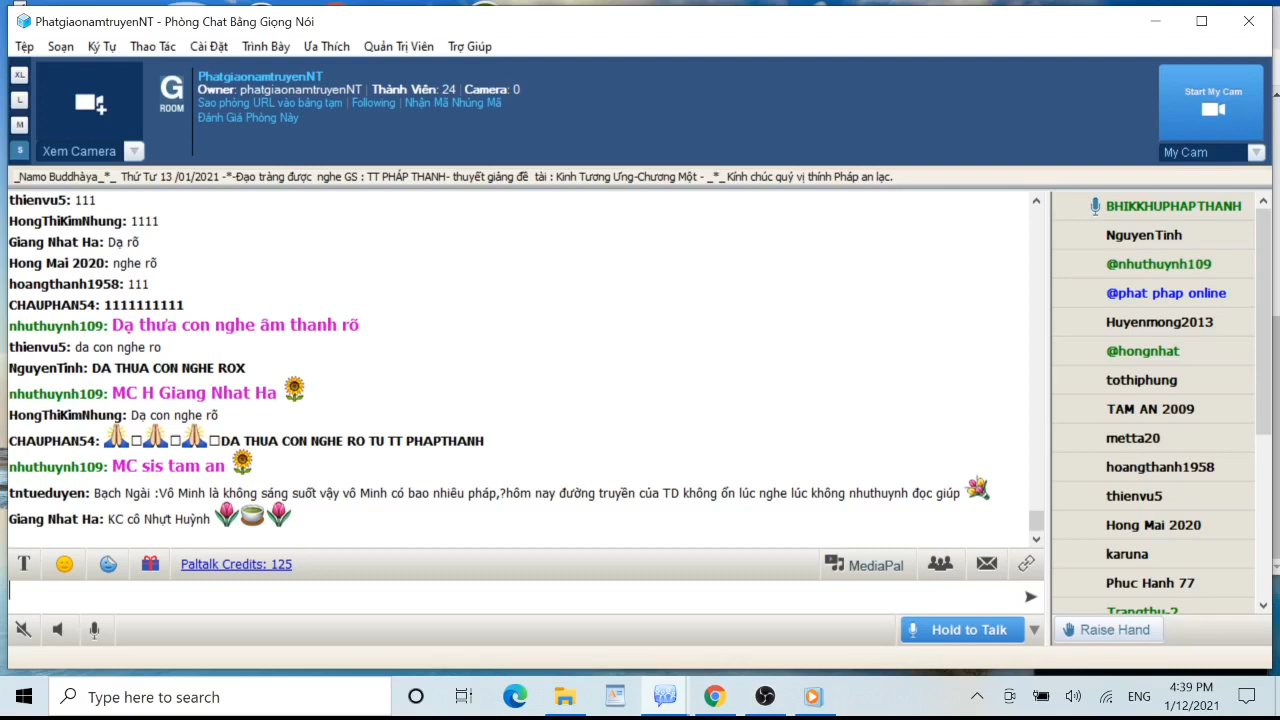 PhatgiaonamtruyenNT - Phòng Chat Bằng Giọng Nói
Tệp Soạn Ký Tự Thao Tác Cài Đặt Trình Bày Ưa Thích Quản Trị Viên Trợ Giúp
XL
L
M
S
Xem Camera
G
ROOM
PhatgiaonamtruyenNT
Owner: phatgiaonamtruyenNT | Thành Viên: 24 | Camera: 0
Sao phòng URL vào bảng tạm | Following | Nhận Mã Nhúng Mã
Đánh Giá Phòng Này
Start My Cam
My Cam
_Namo Buddhàya_*_ Thứ Tư 13 /01/2021 -*-Đạo tràng được nghe GS : TT PHÁP THANH- thuyết giảng đề tài : Kinh Tương Ưng-Chương Một - _*_ Kính chúc quý vị thính Pháp an lạc.
thienvu5: 111
HongThiKimNhung: 1111
Giang Nhat Ha: Dạ rõ
Hong Mai 2020: nghe rõ
hoangthanh1958: 111
CHAUPHAN54: 1111111111
nhuthuynh109: Dạ thưa con nghe âm thanh rõ
thienvu5: da con nghe ro
NguyenTinh: DA THUA CON NGHE ROX
nhuthuynh109: MC H Giang Nhat Ha
HongThiKimNhung: Dạ con nghe rõ
CHAUPHAN54: DA THUA CON NGHE RO TU TT PHAPTHANH
nhuthuynh109: MC sis tam an
tntueduyen: Bạch Ngài :Vô Minh là không sáng suốt vậy vô Minh có bao nhiêu pháp,?hôm nay đường truyền của TD không ổn lúc nghe lúc không nhuthuynh đọc giúp
Giang Nhat Ha: KC cô Nhựt Huỳnh
BHIKKHUPHAPTHANH
NguyenTinh
@nhuthuynh109
@phat phap online
Huyenmong2013
@hongnhat
tothiphung
TAM AN 2009
metta20
hoangthanh1958
thienvu5
Hong Mai 2020
karuna
Phuc Hanh 77
Trangthu-2
T
Paltalk Credits: 125
MediaPal
Hold to Talk
Raise Hand
Type here to search
ENG
4:39 PM
1/12/2021